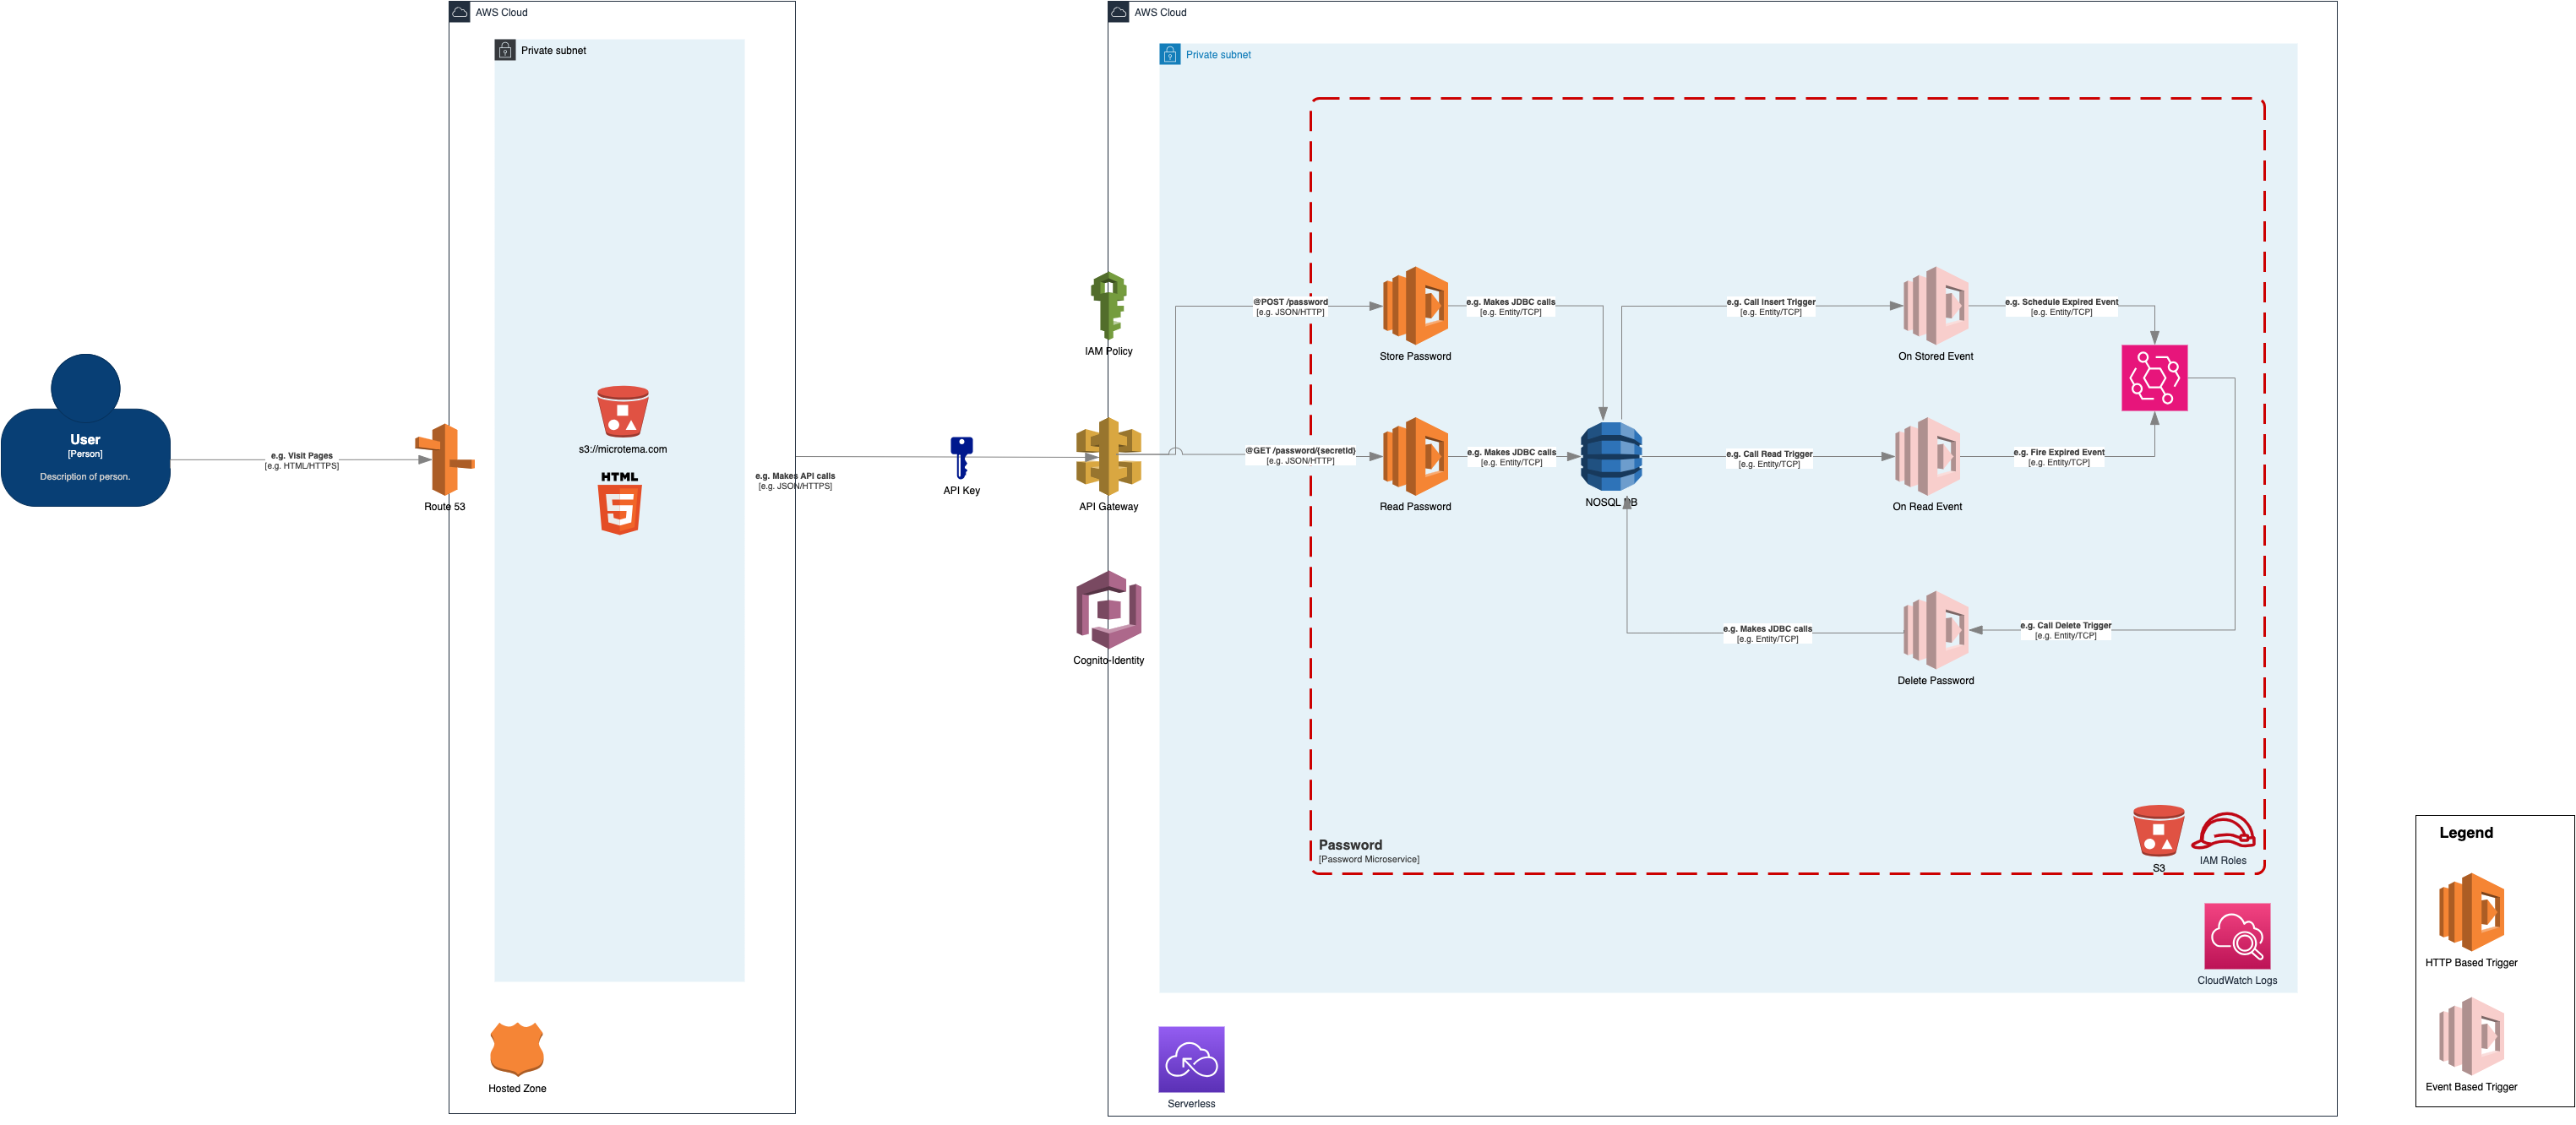 AWS Cloud
Private subnet
User
[Person]
Description of person.
e.g. Visit Pages
[e.g. HTML/HTTPS]
Route 53
s3://microtema.com
HTML
5
Hosted Zone
e.g. Makes API calls
[e.g. JSON/HTTPS]
API Key
AWS Cloud
Private subnet
IAM Policy
API Gateway
Cognito-Identity
@POST /password
[e.g. JSON/HTTP]
Store Password
e.g. Makes JDBC calls
[e.g. Entity/TCP]
e.g. Call Insert Trigger
[e.g. Entity/TCP]
On Stored Event
e.g. Schedule Expired Event
[e.g. Entity/TCP]
@GET /password/{secretId}
[e.g. JSON/HTTP]
Read Password
e.g. Makes JDBC calls
[e.g. Entity/TCP]
NOSQL DB
e.g. Call Read Trigger
[e.g. Entity/TCP]
On Read Event
e.g. Fire Expired Event
[e.g. Entity/TCP]
e.g. Makes JDBC calls
[e.g. Entity/TCP]
Delete Password
e.g. Call Delete Trigger
[e.g. Entity/TCP]
Password
[Password Microservice]
S3
IAM Roles
CloudWatch Logs
Serverless
Legend
HTTP Based Trigger
Event Based Trigger